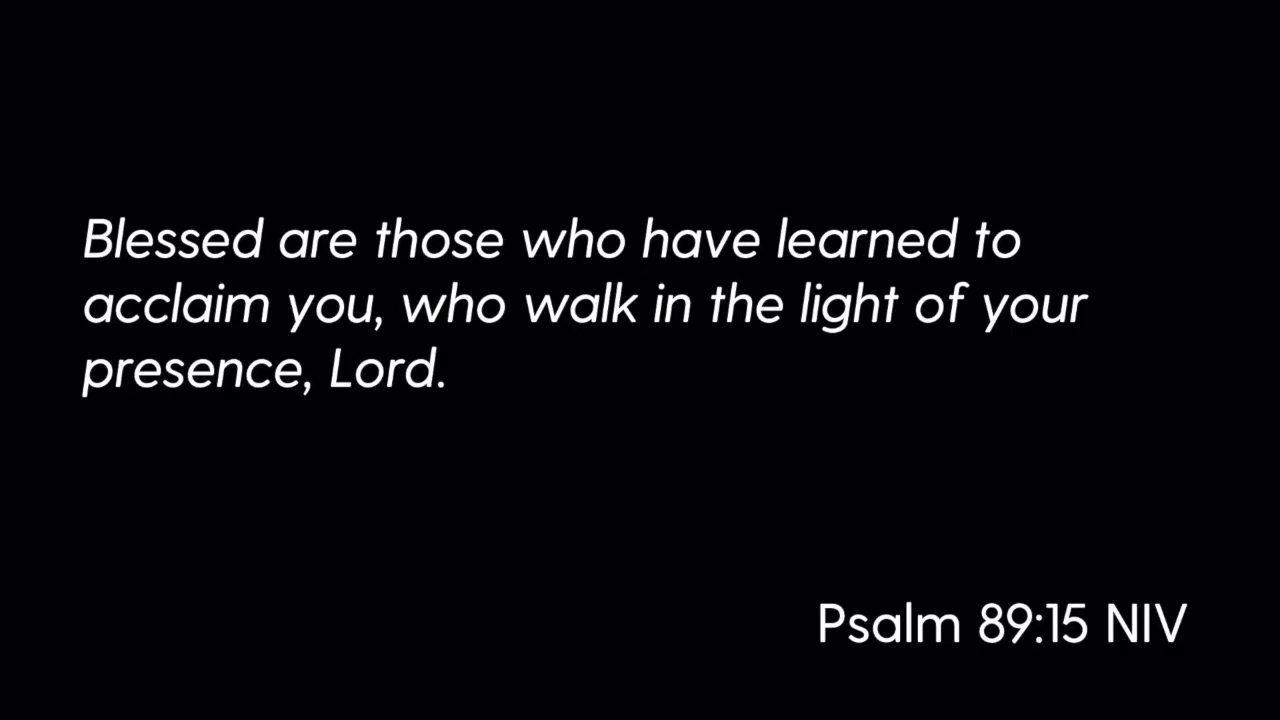 Blessed are those who have learned to
acclaim you, who walk in the light of your
presence, Lord.
Psalm 89:15 NIV